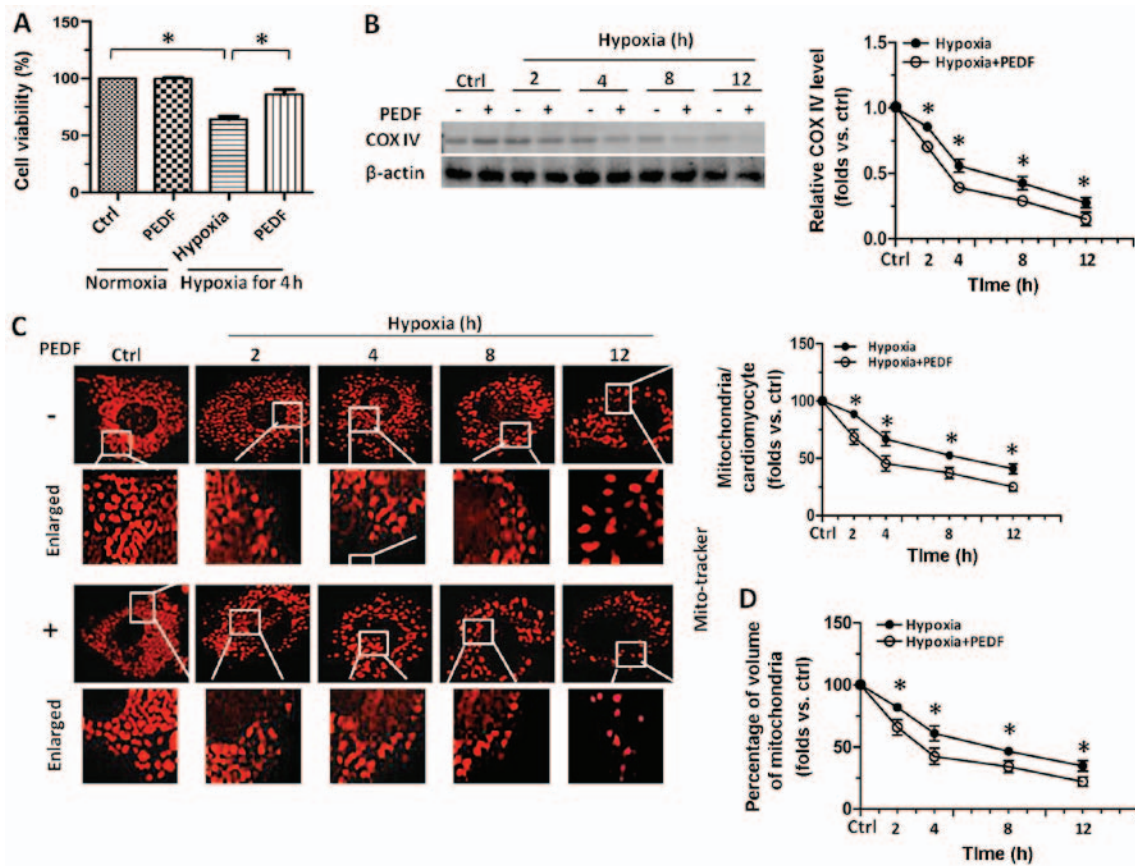 A
Cell viability (%)
150
100
50
0
*
*
Ctrl
PEDF
Hypoxia
PEDF
Normoxia
Hypoxia for 4h
B
Hypoxia (h)
Ctrl 2 4 8 12
PEDF - + - + - + - + - +
COX IV
β-actin
Relative COX IV level
(folds vs. ctrl)
1.5
1.0
0.5
0.0
Hypoxia
Hypoxia+PEDF
*
*
*
*
Ctrl 2 4 8 12
Time (h)
C
Hypoxia (h)
PEDF Ctrl 2 4 8 12
-
Enlarged
+
Enlarged
Mito-tracker
Mitochondria/
cardiomyocyte
(folds vs. ctrl)
150
100
50
0
Hypoxia
Hypoxia+PEDF
*
*
*
*
Ctrl 2 4 8 12
Time (h)
D
Percentage of volume
of mitochondria
(folds vs. ctrl)
150
100
50
0
Hypoxia
Hypoxia+PEDF
*
*
*
*
Ctrl 2 4 8 12
Time (h)